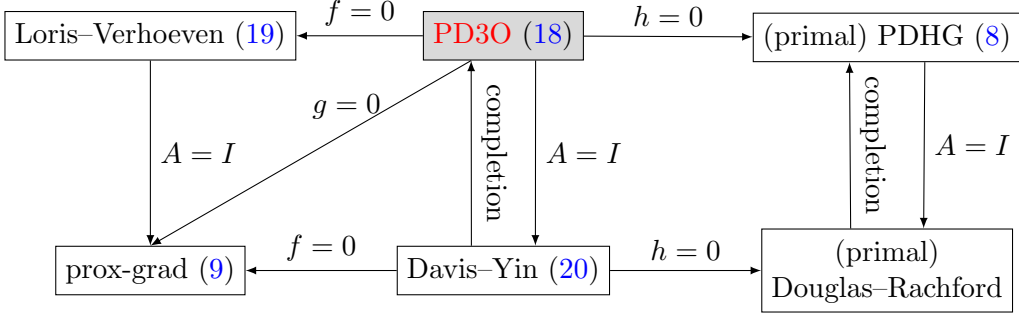 f = 0
h = 0
Loris–Verhoeven (19)
PD3O (18)
(primal) PDHG (8)
g = 0
completion
completion
A = I
A = I
A = I
f = 0
h = 0
prox-grad (9)
Davis–Yin (20)
(primal)
Douglas–Rachford